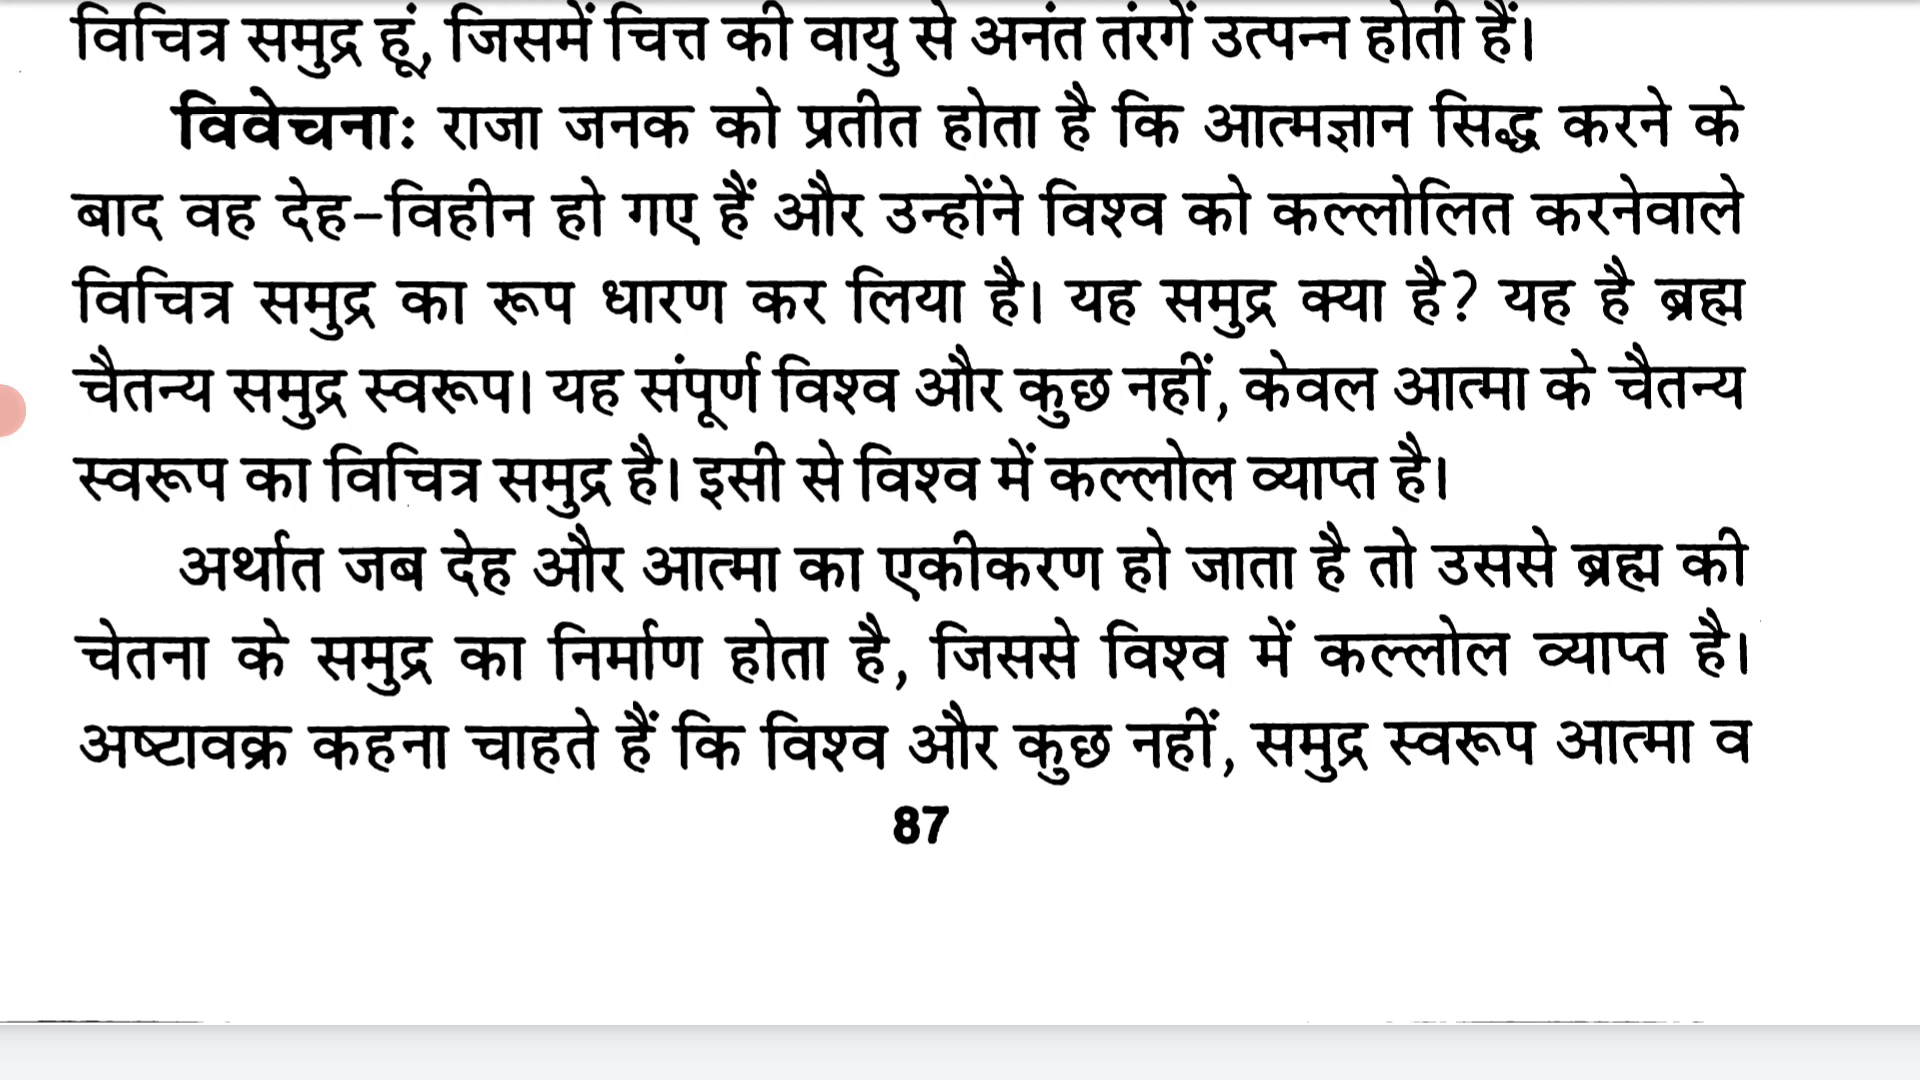 विचित्र समुद्र हूं, जिसमें चित्त की वायु से अनंत तरंगें उत्पन्न होती हैं।
विवेचनाः राजा जनक को प्रतीत होता है कि आत्मज्ञान सिद्ध करने के
बाद वह देह-विहीन हो गए हैं और उन्होंने विश्व को कल्लोलित करनेवाले
विचित्र समुद्र का रूप धारण कर लिया है। यह समुद्र क्या है? यह है ब्रह्म
चैतन्य समुद्र स्वरूप। यह संपूर्ण विश्व और कुछ नहीं, केवल आत्मा के चैतन्य
स्वरूप का विचित्र समुद्र है। इसी से विश्व में कल्लोल व्याप्त है।
अर्थात जब देह और आत्मा का एकीकरण हो जाता है तो उससे ब्रह्म की
चेतना के समुद्र का निर्माण होता है, जिससे विश्व में कल्लोल व्याप्त है।
अष्टावक्र कहना चाहते हैं कि विश्व और कुछ नहीं, समुद्र स्वरूप आत्मा व
87